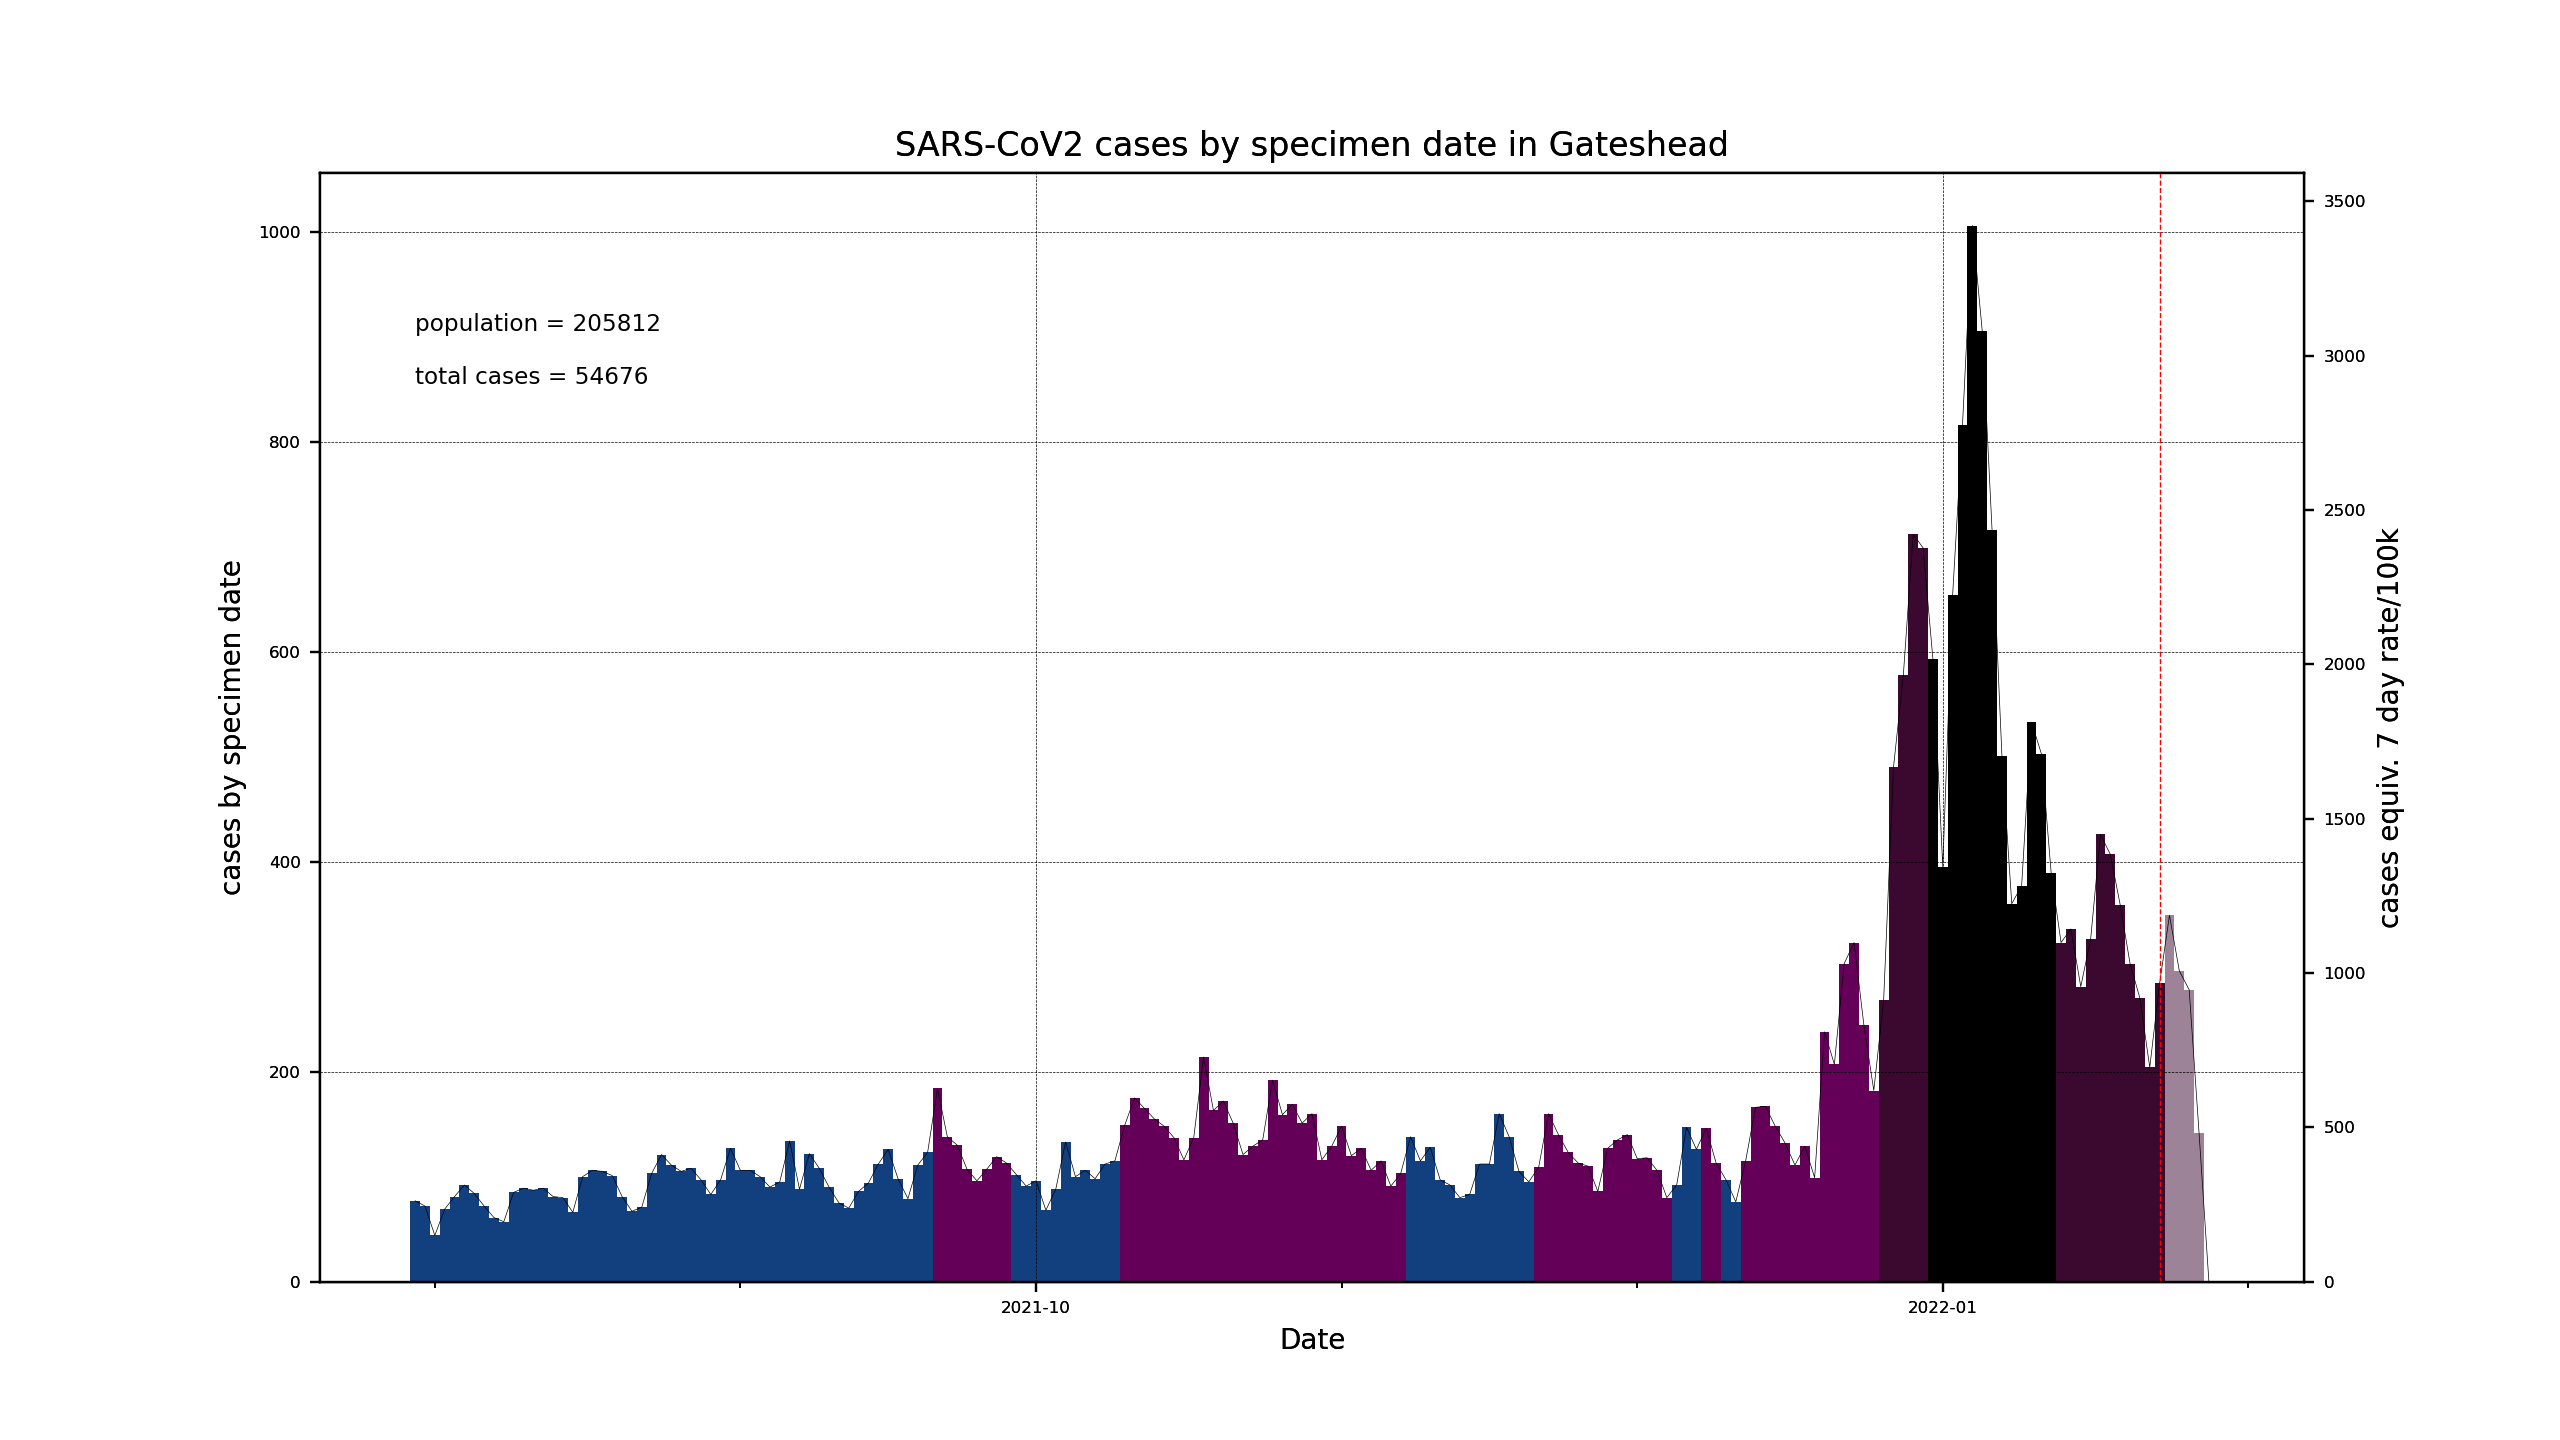 SARS-CoV2 cases by specimen date in Gateshead
population = 205812
total cases = 54676
cases by specimen date
1000
800
600
400
200
0
3500
3000
2500
2000
1500
1000
500
0
cases equiv. 7 day rate/100k
2021-10
2022-01
Date